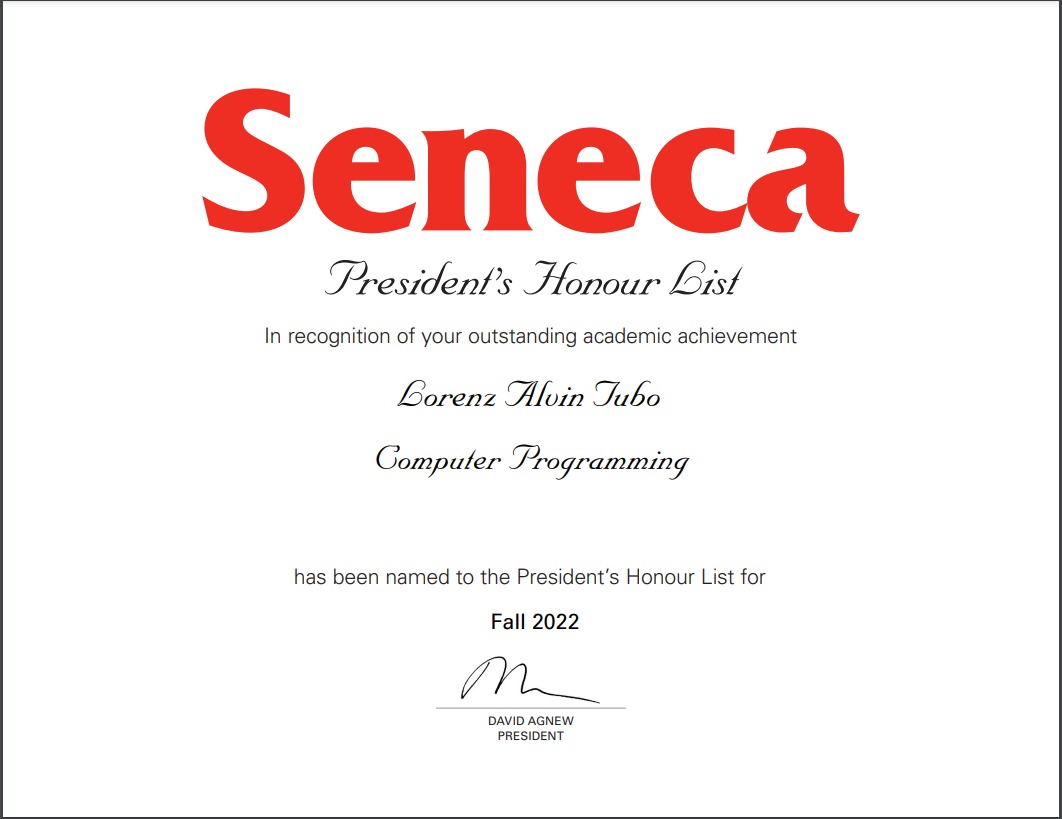 Seneca
President’s Honour List
In recognition of your outstanding academic achievement
Lorenz Alvin Tubo
Computer Programming
has been named to the President’s Honour List for
Fall 2022
DAVID AGNEW
PRESIDENT